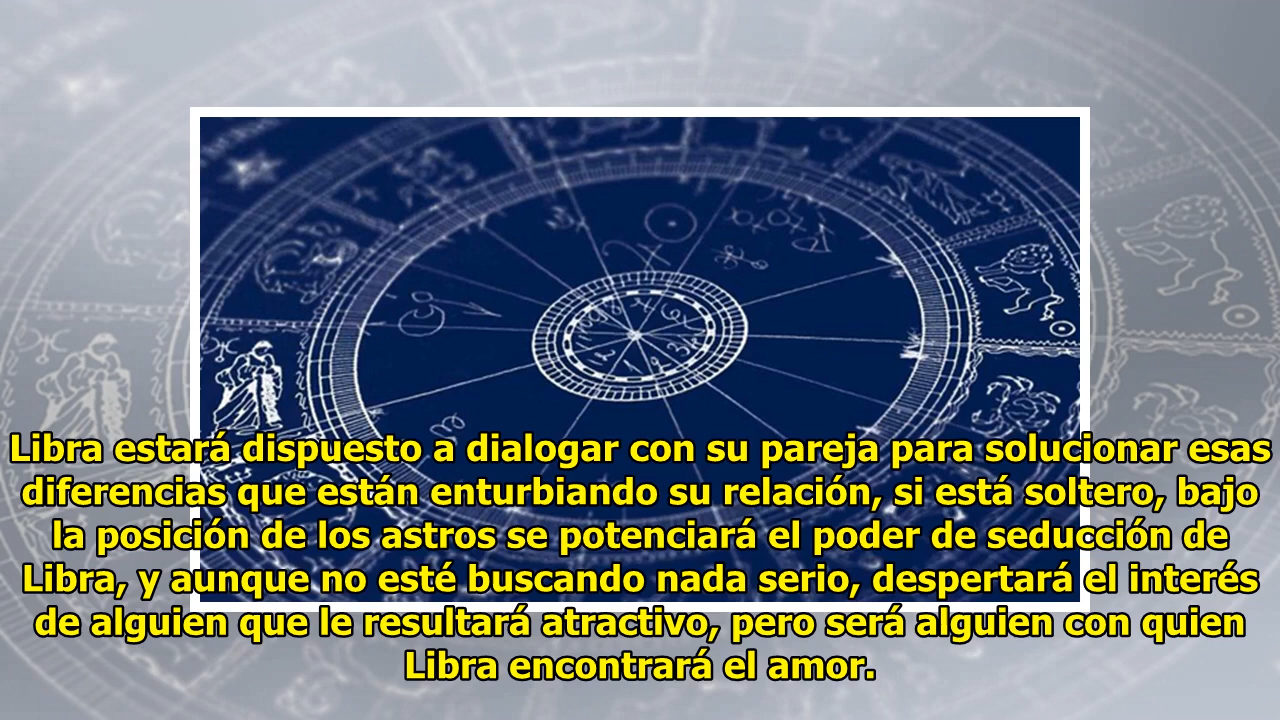 Libra estará dispuesto a dialogar con su pareja para solucionar esas
diferencias que están enturbiando su relación, si está soltero, bajo
la posición de los astros se potenciará el poder de seducción de
Libra, y aunque no esté buscando nada serio, despertará el interés
de alguien que le resultará atractivo, pero será alguien con quien
Libra encontrará el amor.